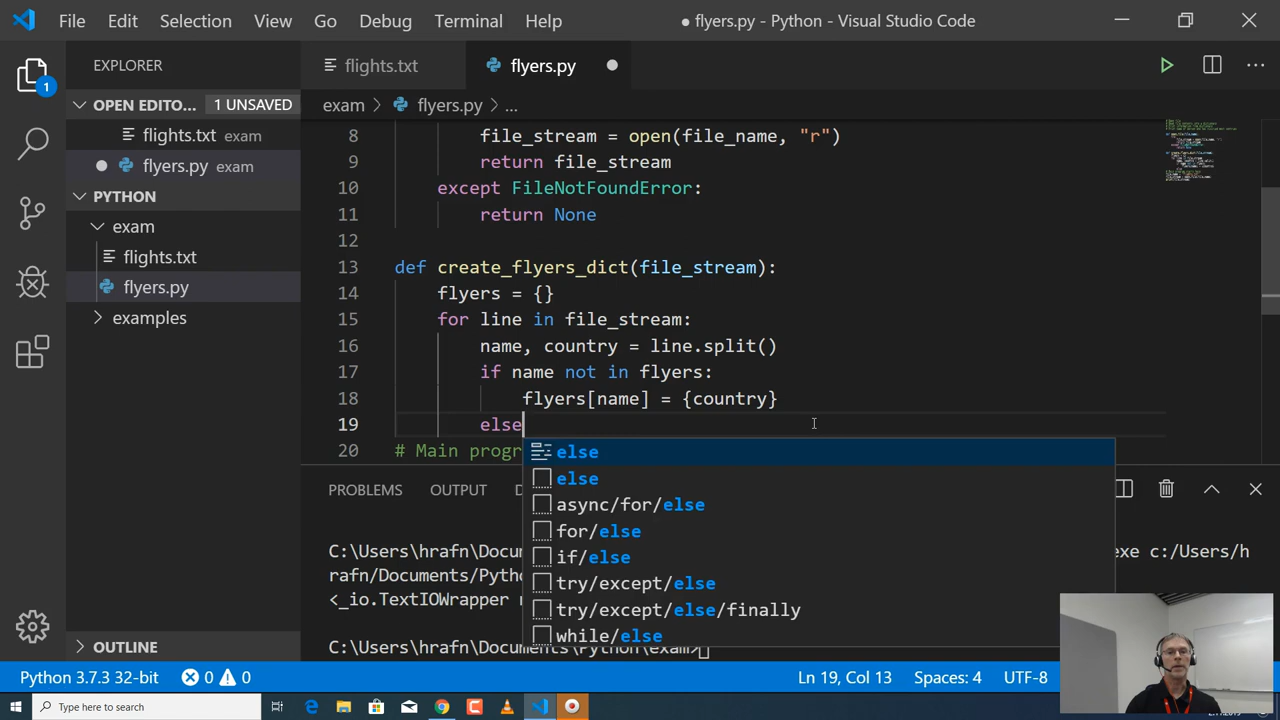 File Edit Selection View Go Debug Terminal Help ● flyers.py - Python - Visual Studio Code
EXPLORER
flights.txt
flyers.py
OPEN EDITO... 1 UNSAVED
exam > flyers.py > ...
flights.txt exam
flyers.py exam
PYTHON
exam
flights.txt
flyers.py
examples
8 file_stream = open(file_name, "r")
9 return file_stream
10 except FileNotFoundError:
11 return None
12
13 def create_flyers_dict(file_stream):
14 flyers = {}
15 for line in file_stream:
16 name, country = line.split()
17 if name not in flyers:
18 flyers[name] = {country}
19 else
20 # Main progr
else
else
async/for/else
for/else
if/else
try/except/else
try/except/else/finally
while/else
PROBLEMS OUTPUT D
C:\Users\hrafn\Docum exe c:/Users/h
rafn/Documents/Pyth
<_io.TextIOWrapper n
C:\Users\hrafn\Documents\Python\exam>
OUTLINE
Python 3.7.3 32-bit 0 0 Ln 19, Col 13 Spaces: 4 UTF-8
Type here to search